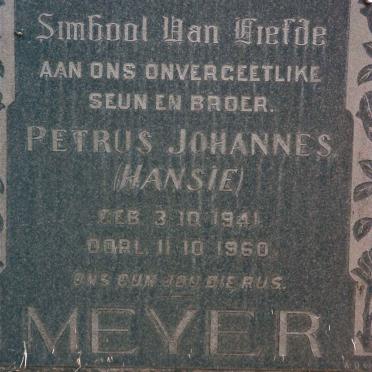 Simbool Van Liefde
AAN ONS ONVERGEETLIKE
SEUN EN BROER.
PETRUS JOHANNES
(HANSIE)
GEB. 3·10·1941
OORL. 11·10·1960
ONS GUN JOU DIE RUS.
MEYER